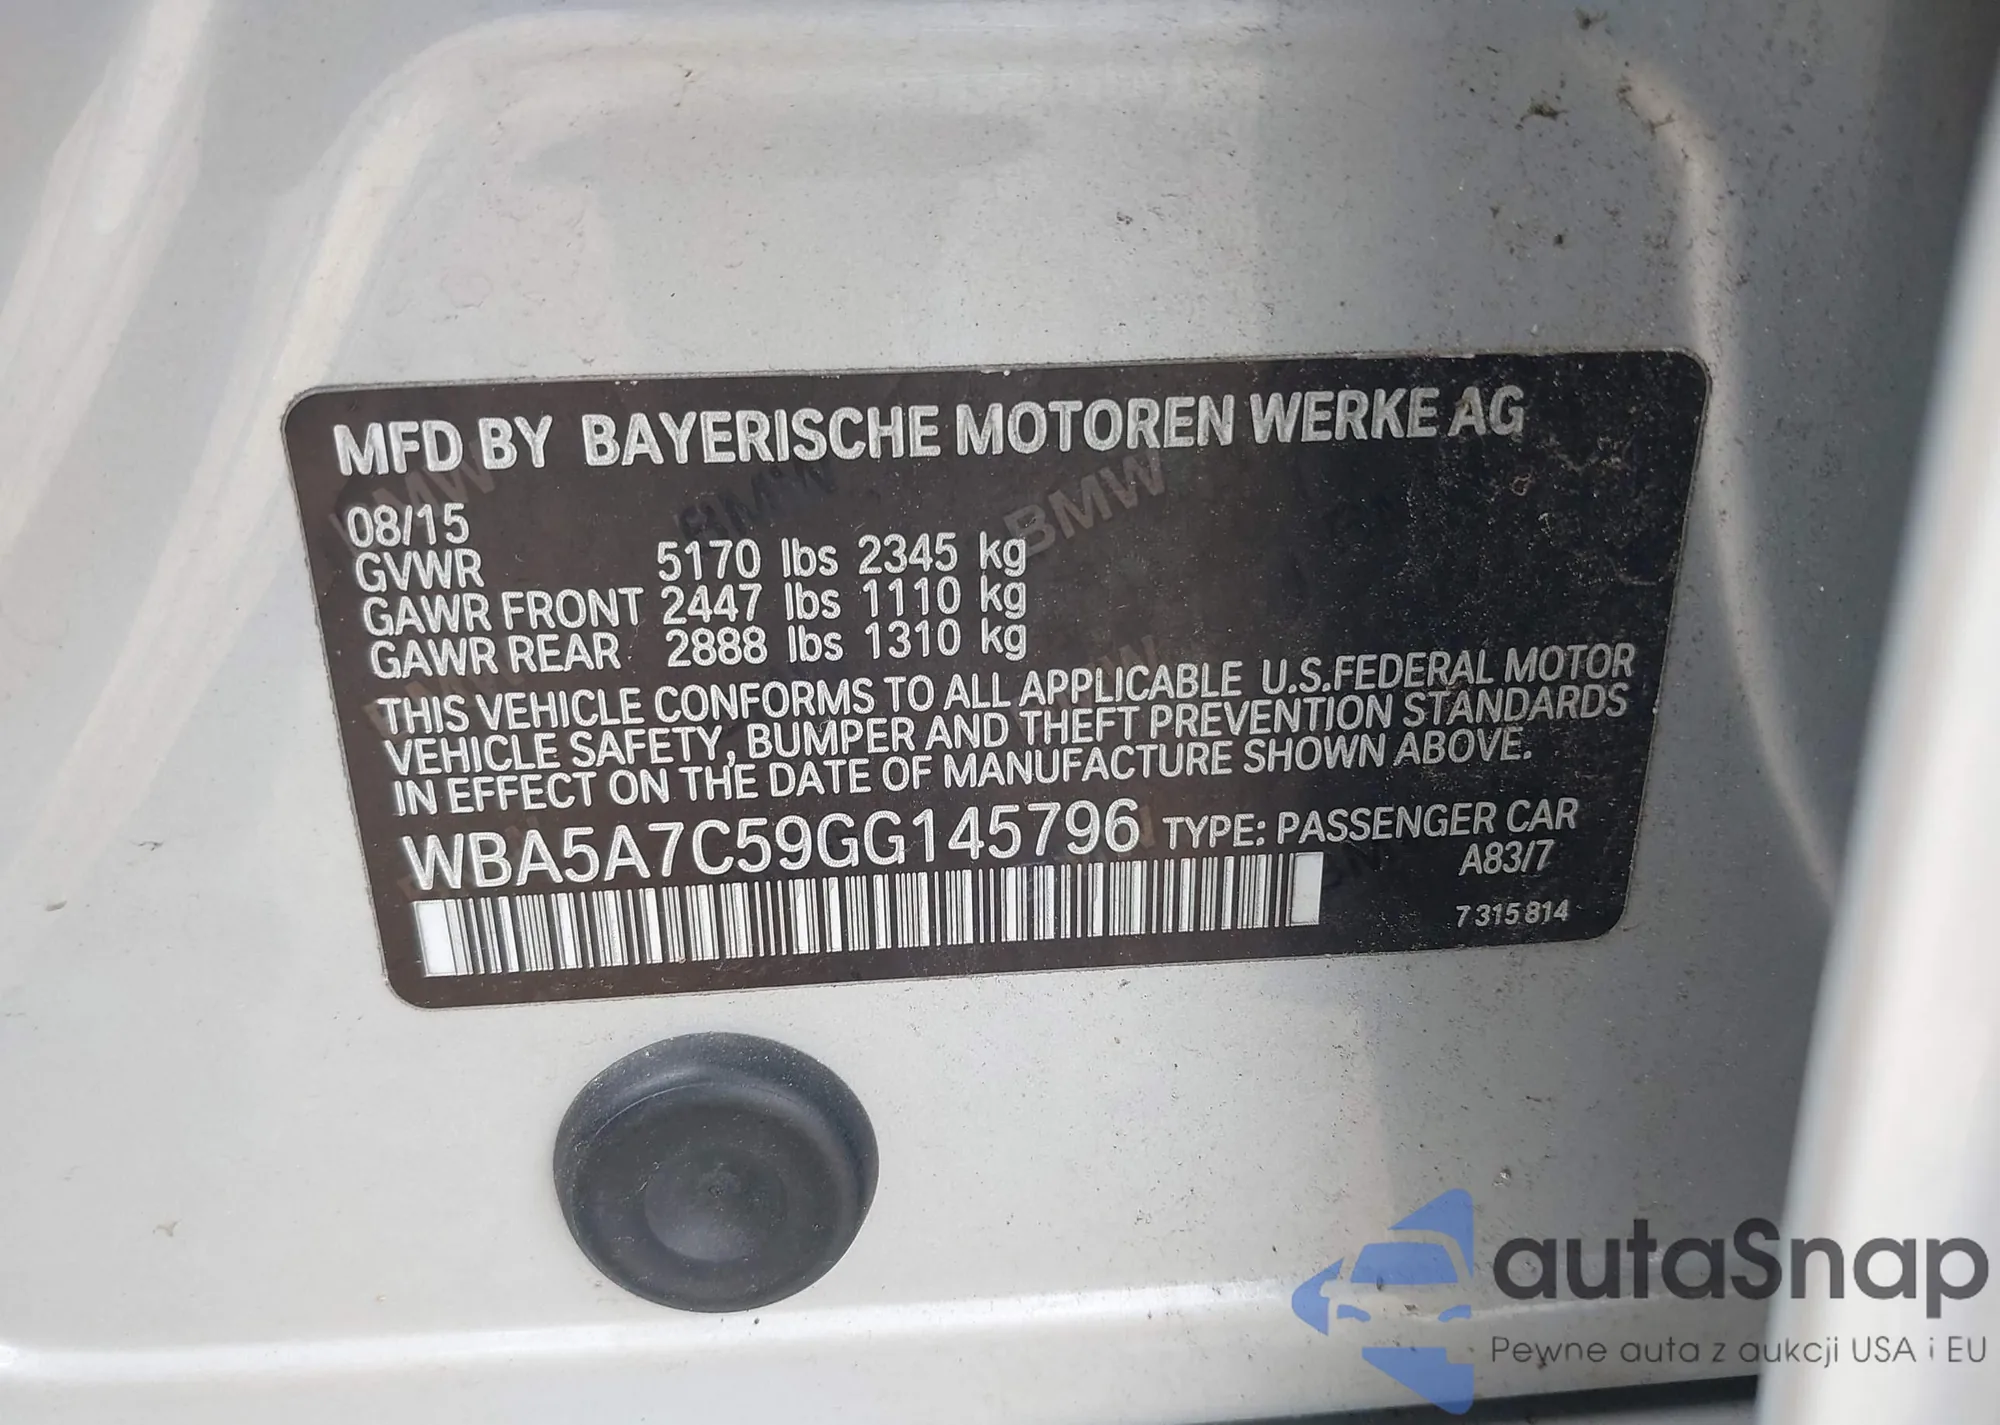 MFD BY BAYERISCHE MOTOREN WERKE AG
08/15
GVWR 5170 lbs 2345 kg
GAWR FRONT 2447 lbs 1110 kg
GAWR REAR 2888 lbs 1310 kg
THIS VEHICLE CONFORMS TO ALL APPLICABLE U.S.FEDERAL MOTOR
VEHICLE SAFETY, BUMPER AND THEFT PREVENTION STANDARDS
IN EFFECT ON THE DATE OF MANUFACTURE SHOWN ABOVE.
WBA5A7C59GG145796 TYPE: PASSENGER CAR
A83/7
7 315 814
autaSnap
Pewne auta z aukcji USA i EU